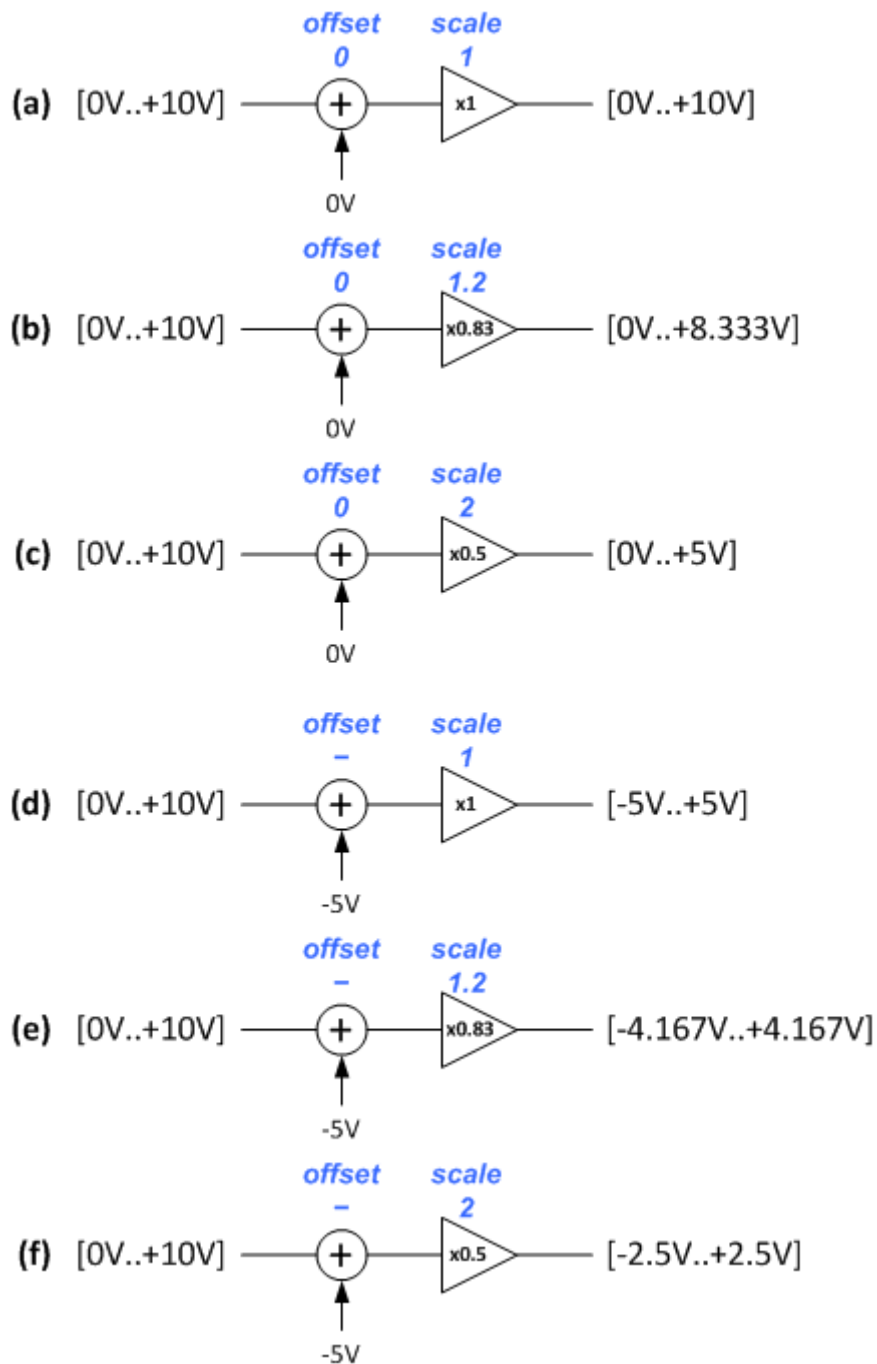 offset scale
0 1
(a) [0V..+10V] + x1 [0V..+10V]
0V
offset scale
0 1.2
(b) [0V..+10V] + x0.83 [0V..+8.333V]
0V
offset scale
0 2
(c) [0V..+10V] + x0.5 [0V..+5V]
0V
offset scale
– 1
(d) [0V..+10V] + x1 [-5V..+5V]
-5V
offset scale
– 1.2
(e) [0V..+10V] + x0.83 [-4.167V..+4.167V]
-5V
offset scale
– 2
(f) [0V..+10V] + x0.5 [-2.5V..+2.5V]
-5V